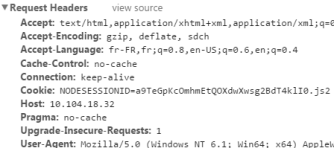 ▼Request Headers view source
Accept: text/html,application/xhtml+xml,application/xml;q=0
Accept-Encoding: gzip, deflate, sdch
Accept-Language: fr-FR,fr;q=0.8,en-US;q=0.6,en;q=0.4
Cache-Control: no-cache
Connection: keep-alive
Cookie: NODESESSIONID=a9TeGpKcOmhmEtQOXdwXwsg2BdT4klI0.js2
Host: 10.104.18.32
Pragma: no-cache
Upgrade-Insecure-Requests: 1
User-Agent: Mozilla/5.0 (Windows NT 6.1; Win64; x64) Applew